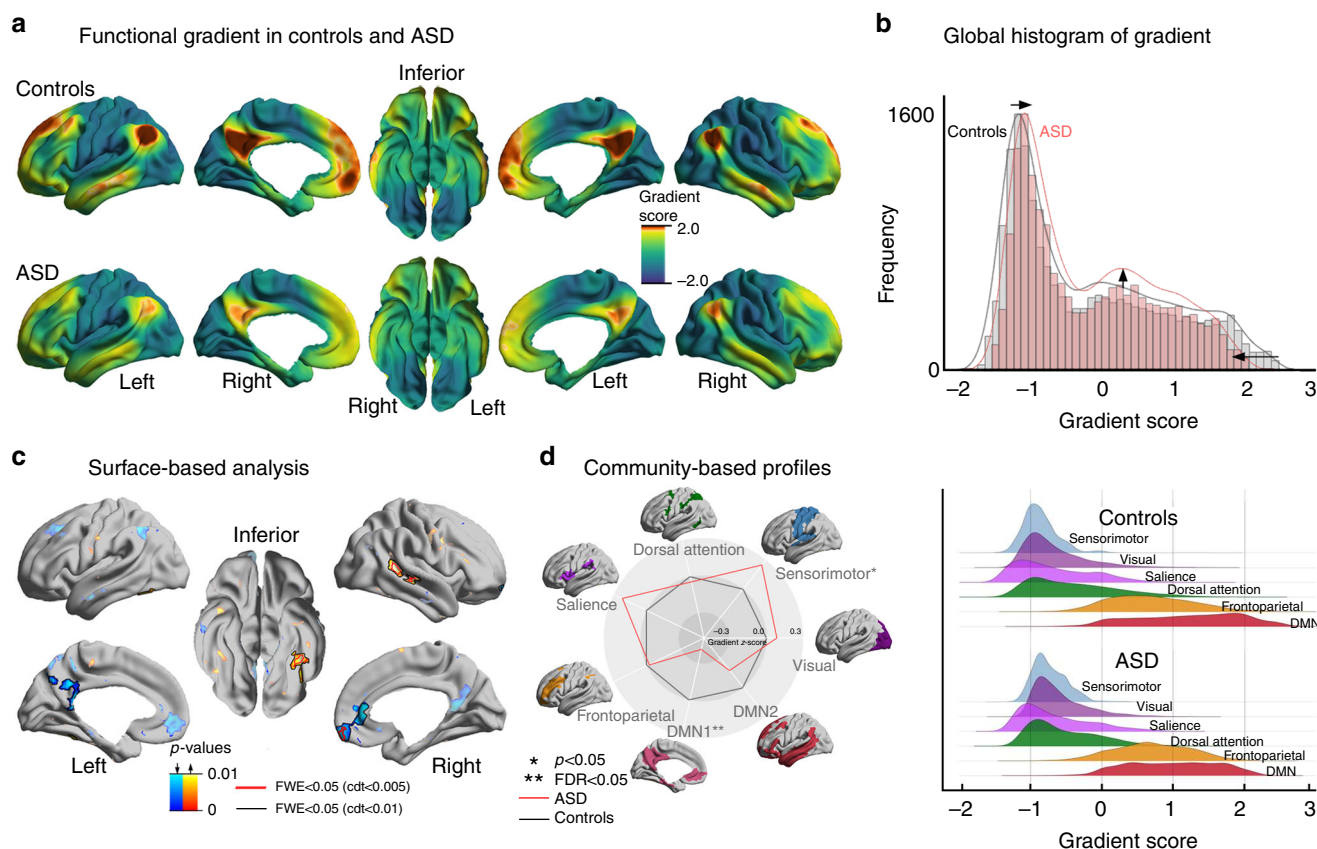 a
Functional gradient in controls and ASD
Controls
Inferior
Gradient
score
2.0
−2.0
ASD
Left
Right
Right
Left
Left
Right
b
Global histogram of gradient
1600
Controls
ASD
Frequency
0
−2
−1
0
1
2
3
Gradient score
c
Surface-based analysis
Inferior
Left
Right
p-values
0.01
0
FWE<0.05 (cdt<0.005)
FWE<0.05 (cdt<0.01)
d
Community-based profiles
Dorsal attention
Sensorimotor*
Salience
−0.3
0.0
0.3
Gradient z-score
Visual
Frontoparietal
DMN2
DMN1**
* p<0.05
** FDR<0.05
ASD
Controls
Controls
Sensorimotor
Visual
Salience
Dorsal attention
Frontoparietal
DMN
ASD
Sensorimotor
Visual
Salience
Dorsal attention
Frontoparietal
DMN
−2
−1
0
1
2
3
Gradient score